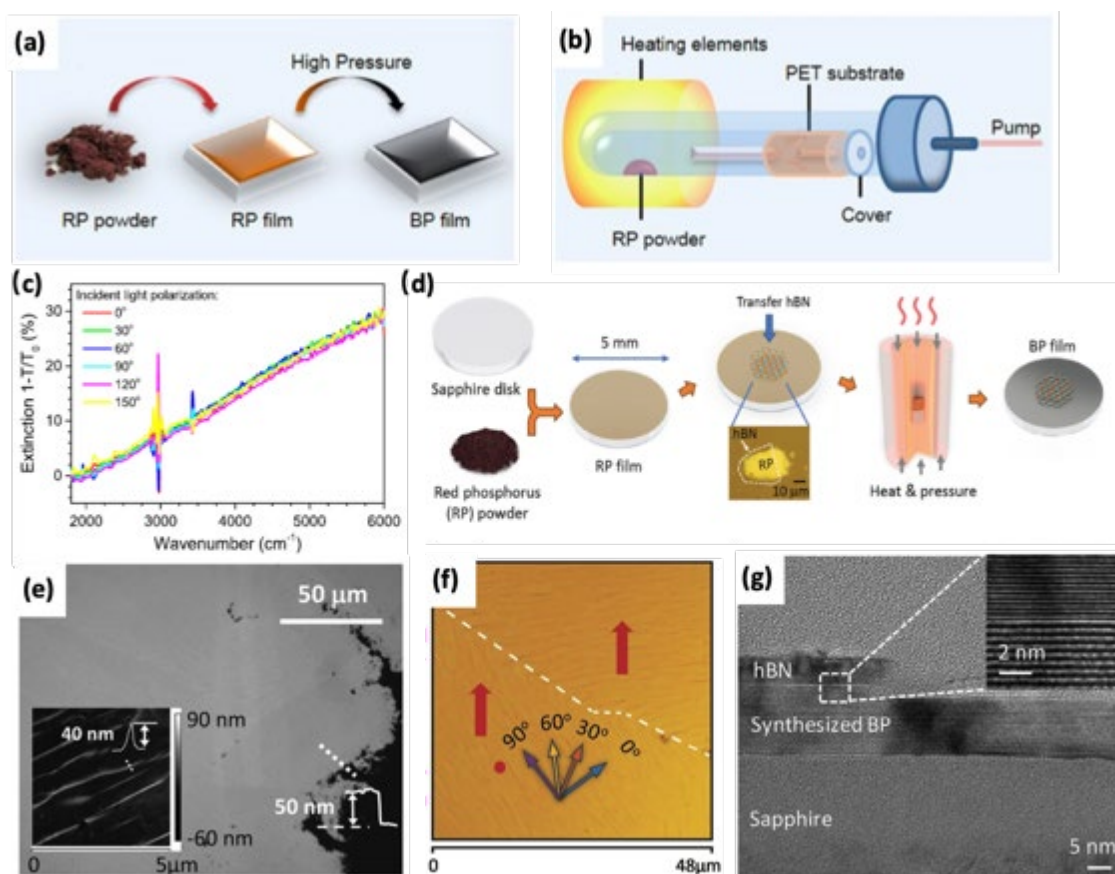 (a)
High Pressure
RP powder
RP film
BP film
(b)
Heating elements
PET substrate
Pump
Cover
RP powder
(c)
Incident light polarization:
0°
30°
60°
90°
120°
150°
Extinction 1-T/T₀ (%)
30
20
10
0
2000 3000 4000 5000 6000
Wavenumber (cm⁻¹)
(d)
Sapphire disk
Red phosphorus
(RP) powder
5 mm
RP film
Transfer hBN
hBN
RP
10 μm
Heat & pressure
BP film
(e)
50 μm
40 nm
90 nm
-60 nm
0 5μm
50 nm
(f)
90° 60° 30° 0°
0 48μm
(g)
hBN
Synthesized BP
Sapphire
2 nm
5 nm